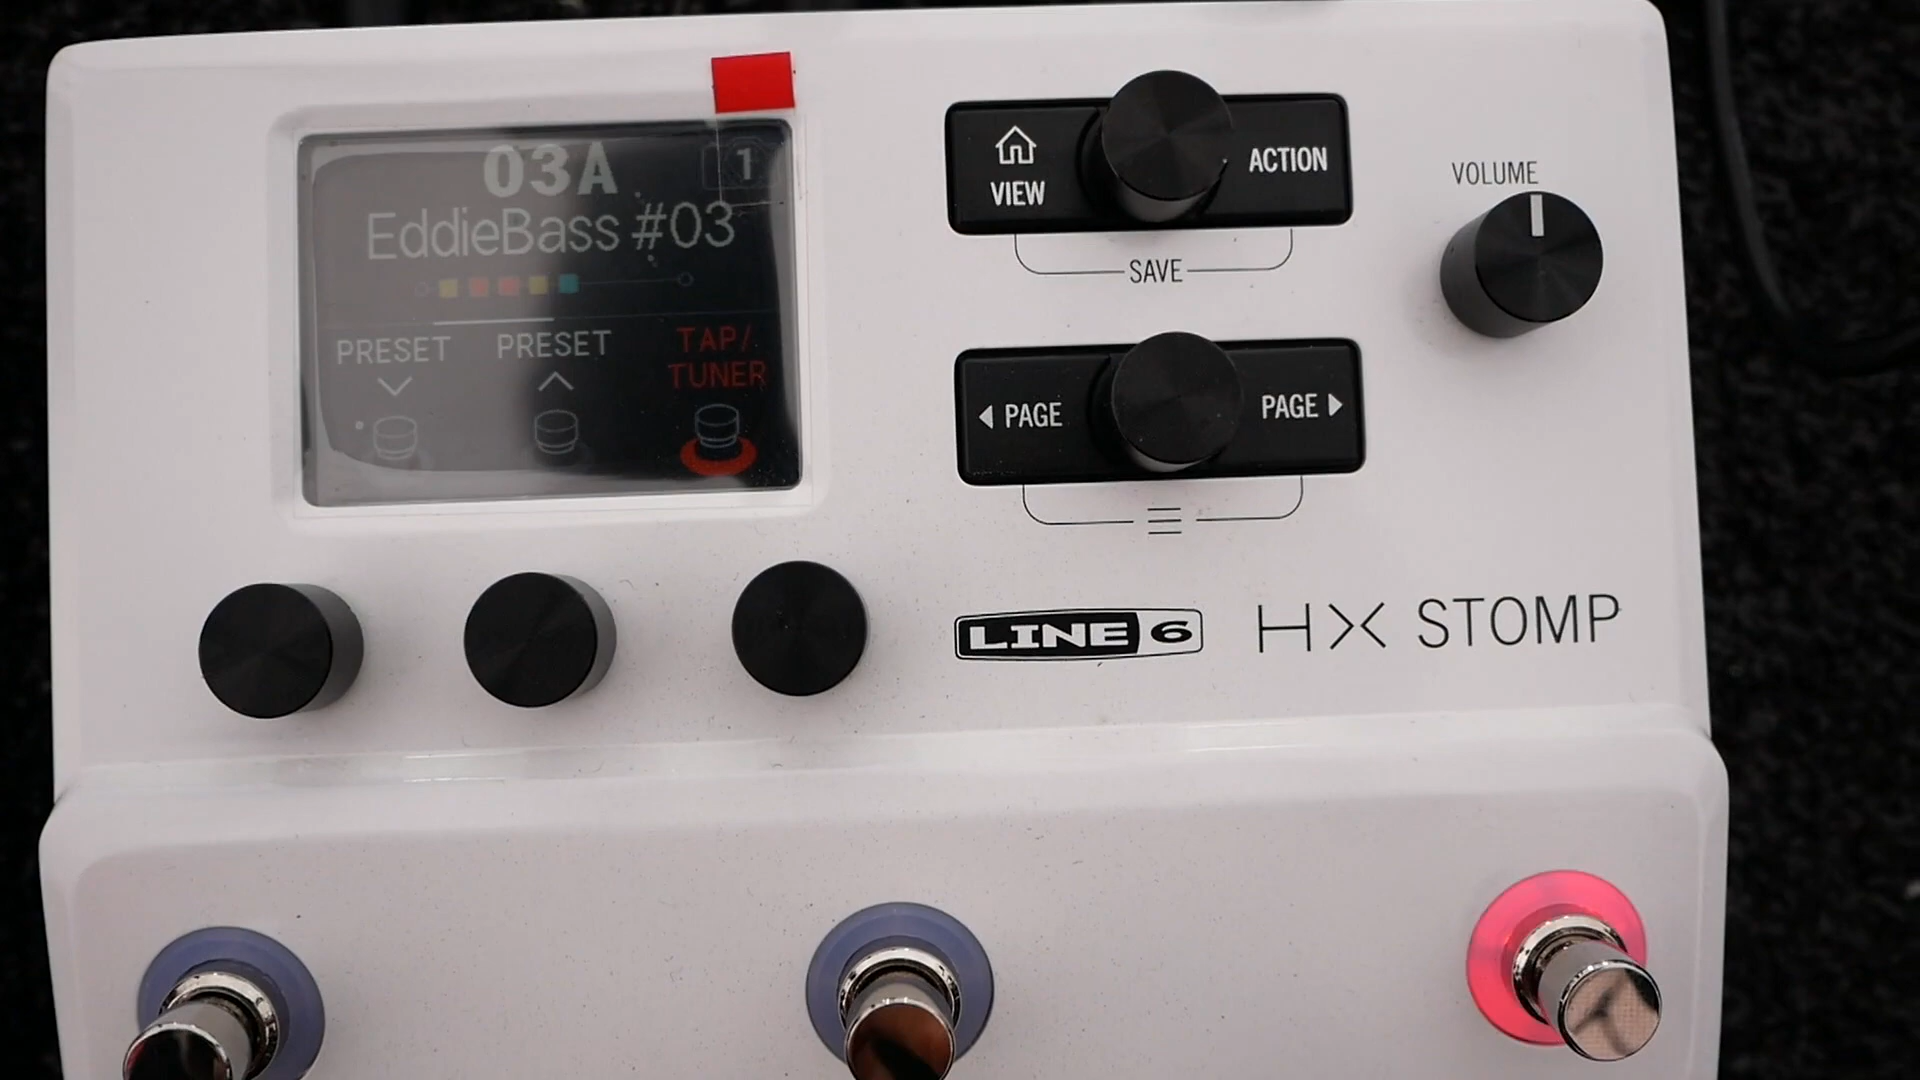 03A
1
EddieBass #03
PRESET
PRESET
TAP/
TUNER
VIEW
ACTION
SAVE
VOLUME
PAGE
PAGE
LINE 6
HX STOMP